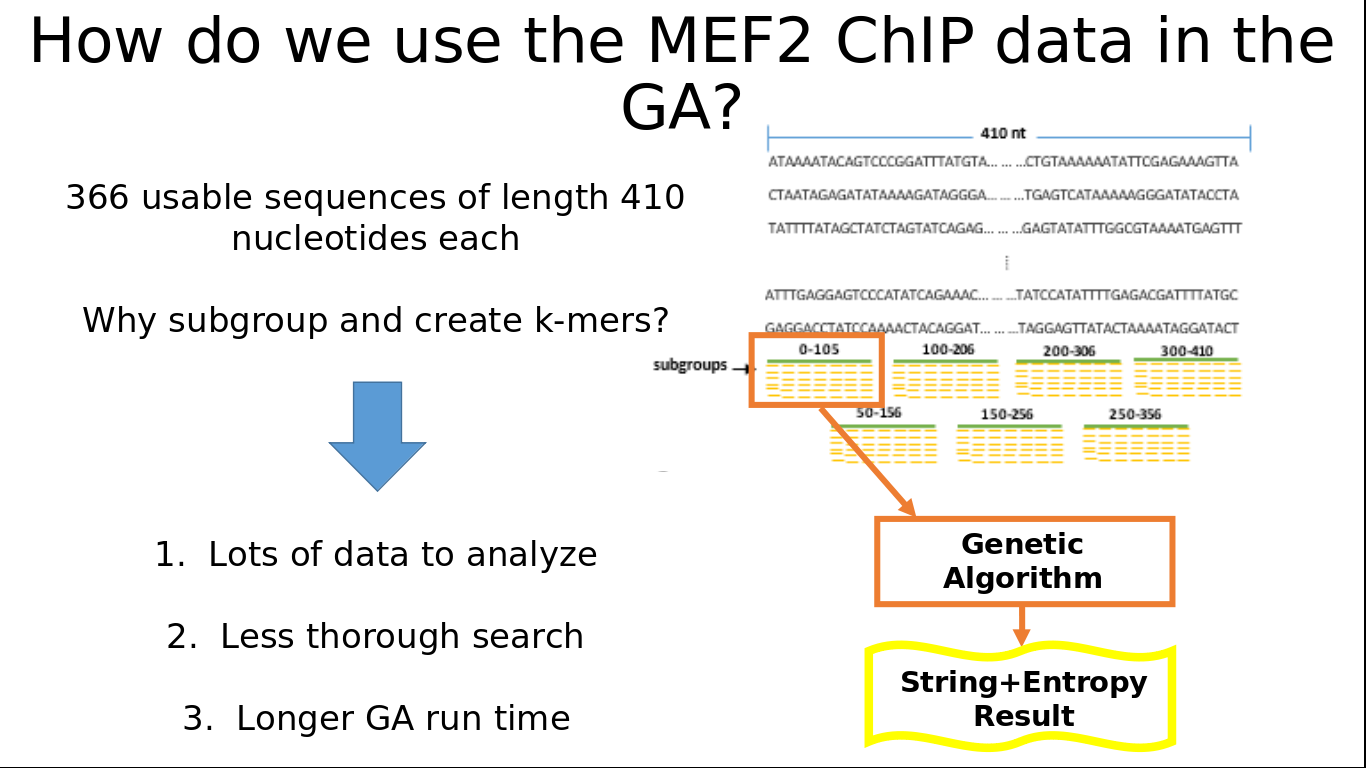 How do we use the MEF2 ChIP data in the
GA?
366 usable sequences of length 410
nucleotides each
Why subgroup and create k-mers?
1. Lots of data to analyze
2. Less thorough search
3. Longer GA run time
410 nt
ATAAAATACAGTCCCGGATTTATGTA... ... ...CTGTAAAAAATATTCGAGAAAGTTA
CTAATAGAGATATAAAAGATAGGGA... ... ...TGAGTCATAAAAAGGGATATACCTA
TATTTTATAGCTATCTAGTATCAGAG... ... ...GAGTATATTTGGCGTAAAATGAGTTT
ATTTGAGGAGTCCCATATCAGAAAC... ... ...TATCCATATTTTGAGACGATTTTATGC
GAGGACCTATCCAAAACTACAGGAT... ... ...TAGGAGTTATACTAAAATAGGATACT
subgroups
0-105 100-206 200-306 300-410
50-156 150-256 250-356
Genetic
Algorithm
String+Entropy
Result